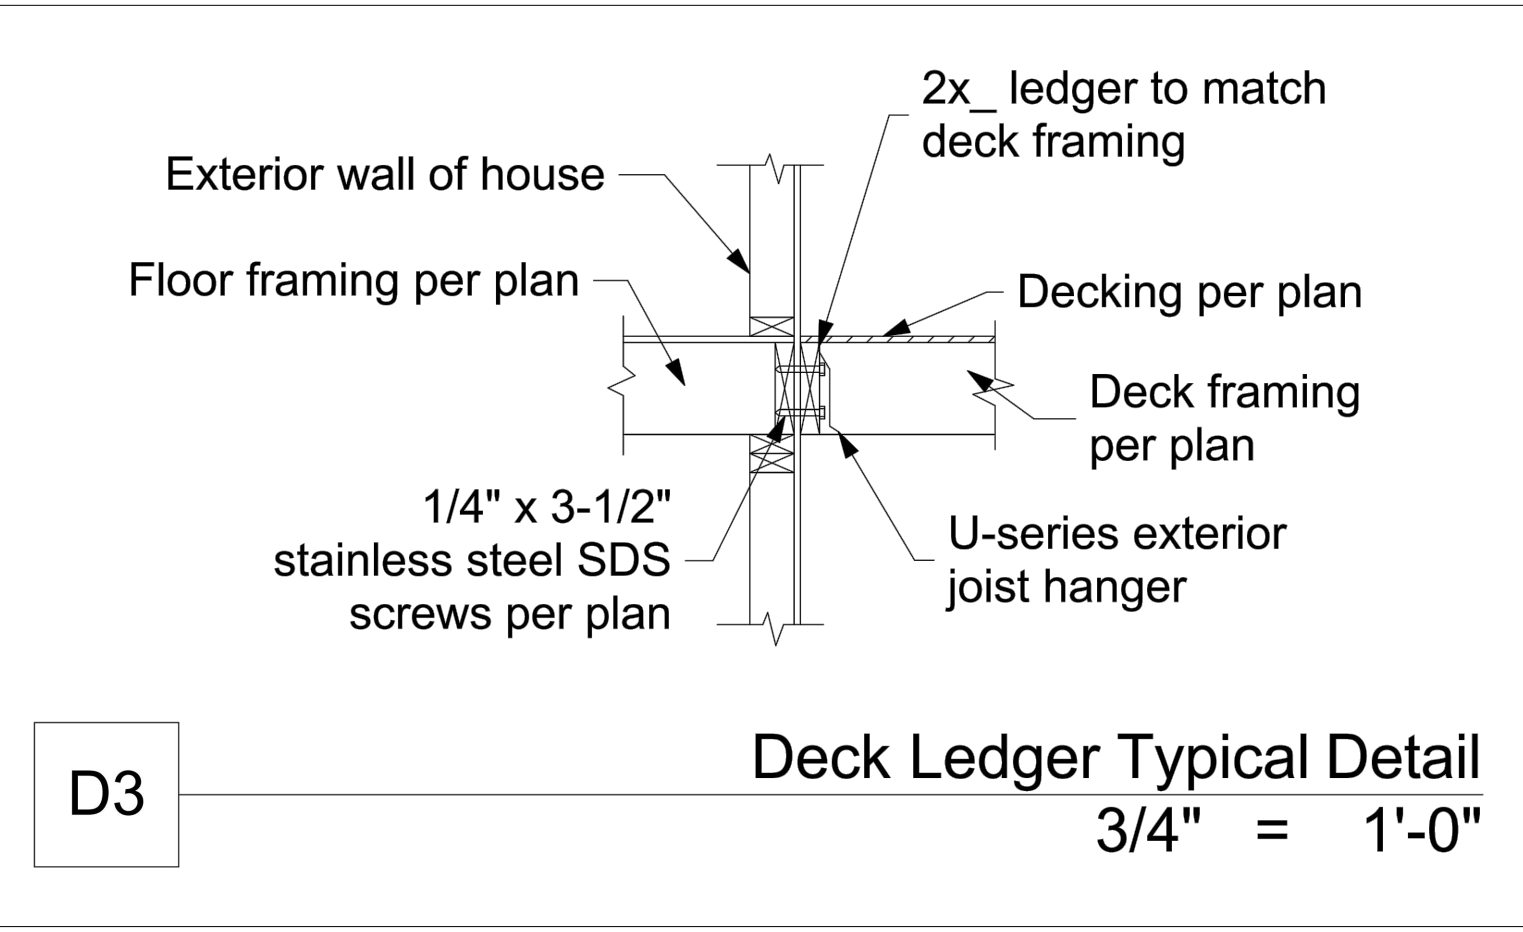 2x_ ledger to match
deck framing
Exterior wall of house
Floor framing per plan
Decking per plan
Deck framing
per plan
1/4" x 3-1/2"
stainless steel SDS
screws per plan
U-series exterior
joist hanger
D3
Deck Ledger Typical Detail
3/4" = 1'-0"